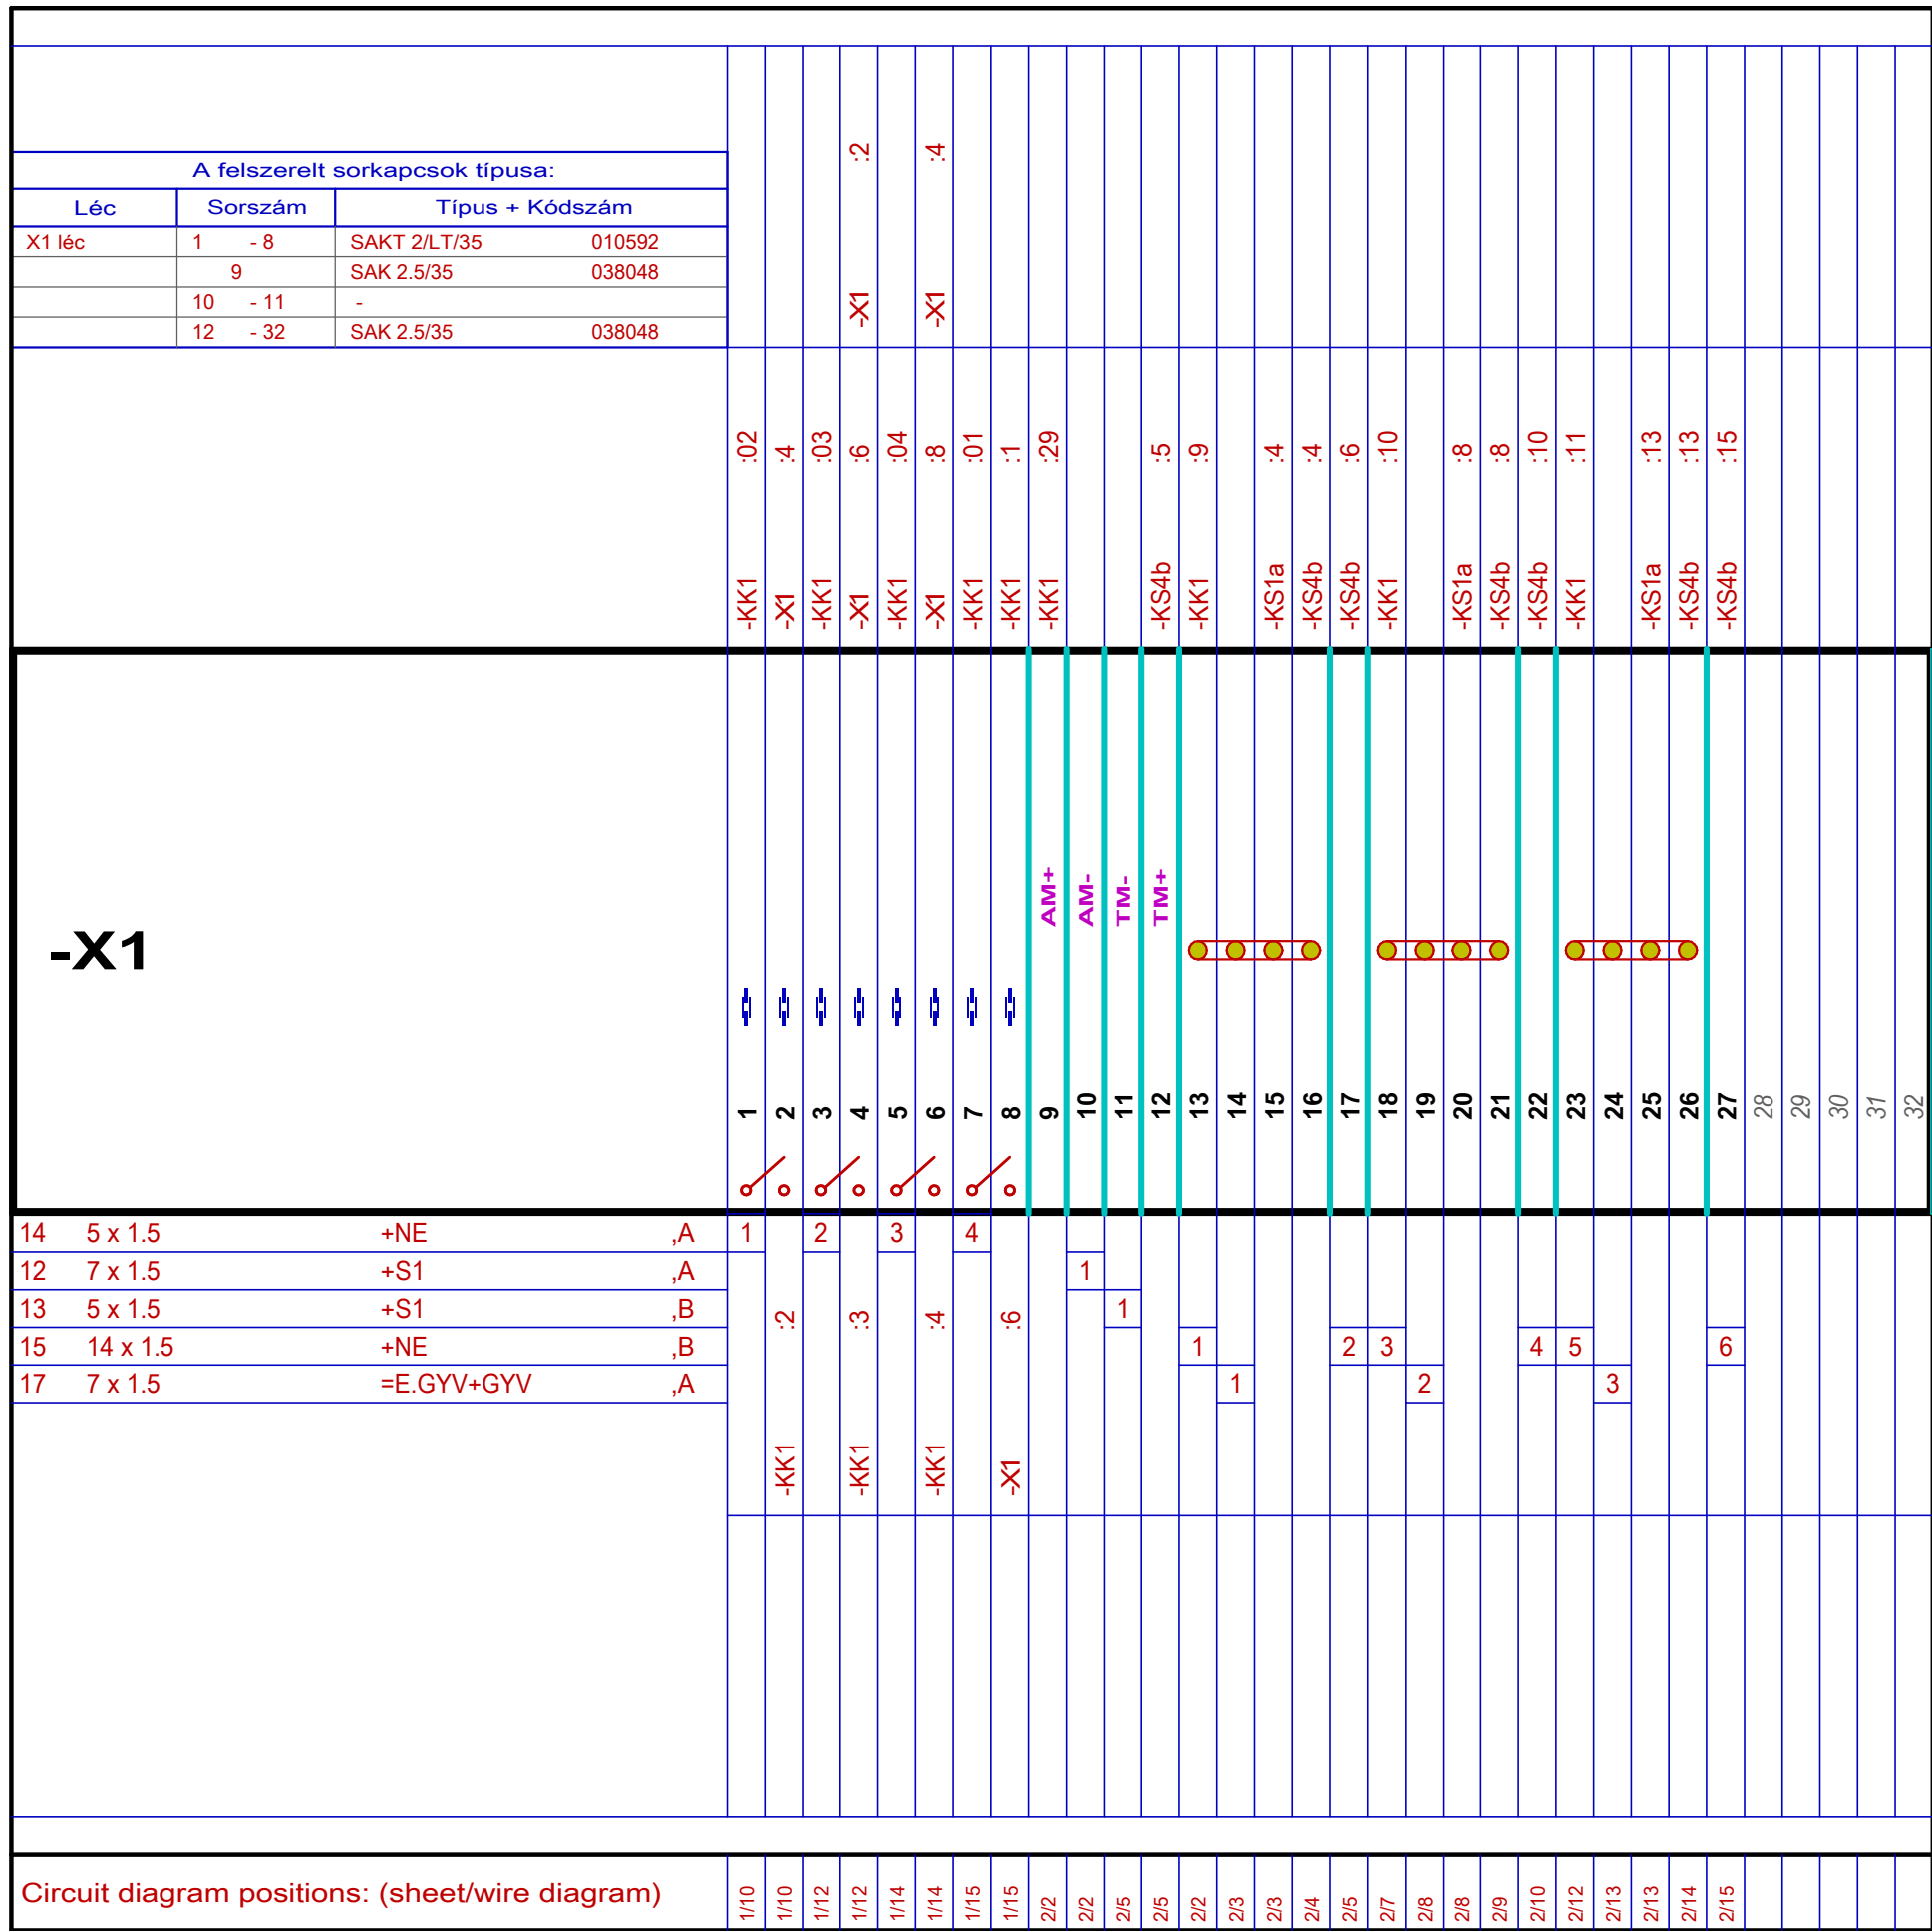 A felszerelt sorkapcsok típusa:
Léc Sorszám Típus + Kódszám
X1 léc 1 - 8 SAKT 2/LT/35 010592
9 SAK 2.5/35 038048
10 - 11 -
12 - 32 SAK 2.5/35 038048
:2 :4
-X1 -X1
:02 :4 :03 :6 :04 :8 :01 :1 :29 :5 :9 :4 :4 :6 :10 :8 :8 :10 :11 :13 :13 :15
-KK1 -X1 -KK1 -X1 -KK1 -X1 -KK1 -KK1 -KK1 -KS4b -KK1 -KS1a -KS4b -KS4b -KK1 -KS1a -KS4b -KS4b -KK1 -KS1a -KS4b -KS4b
-X1
AM+ AM- TM- TM+
1 2 3 4 5 6 7 8 9 10 11 12 13 14 15 16 17 18 19 20 21 22 23 24 25 26 27 28 29 30 31 32
14 5 x 1.5 +NE ,A 1 2 3 4
12 7 x 1.5 +S1 ,A 1
13 5 x 1.5 +S1 ,B 1
:2 :3 :4 :6
15 14 x 1.5 +NE ,B 1 2 3 4 5 6
17 7 x 1.5 =E.GYV+GYV ,A 1 2 3
-KK1 -KK1 -KK1 -X1
Circuit diagram positions: (sheet/wire diagram) 1/10 1/10 1/12 1/12 1/14 1/14 1/15 1/15 2/2 2/2 2/5 2/5 2/2 2/3 2/3 2/4 2/5 2/7 2/8 2/8 2/9 2/10 2/12 2/13 2/13 2/14 2/15